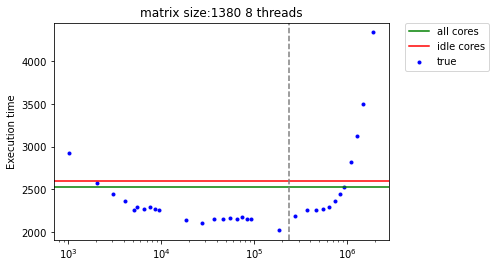 matrix size:1380 8 threads
all cores
idle cores
true
Execution time
4000
3500
3000
2500
2000
10³ 10⁴ 10⁵ 10⁶